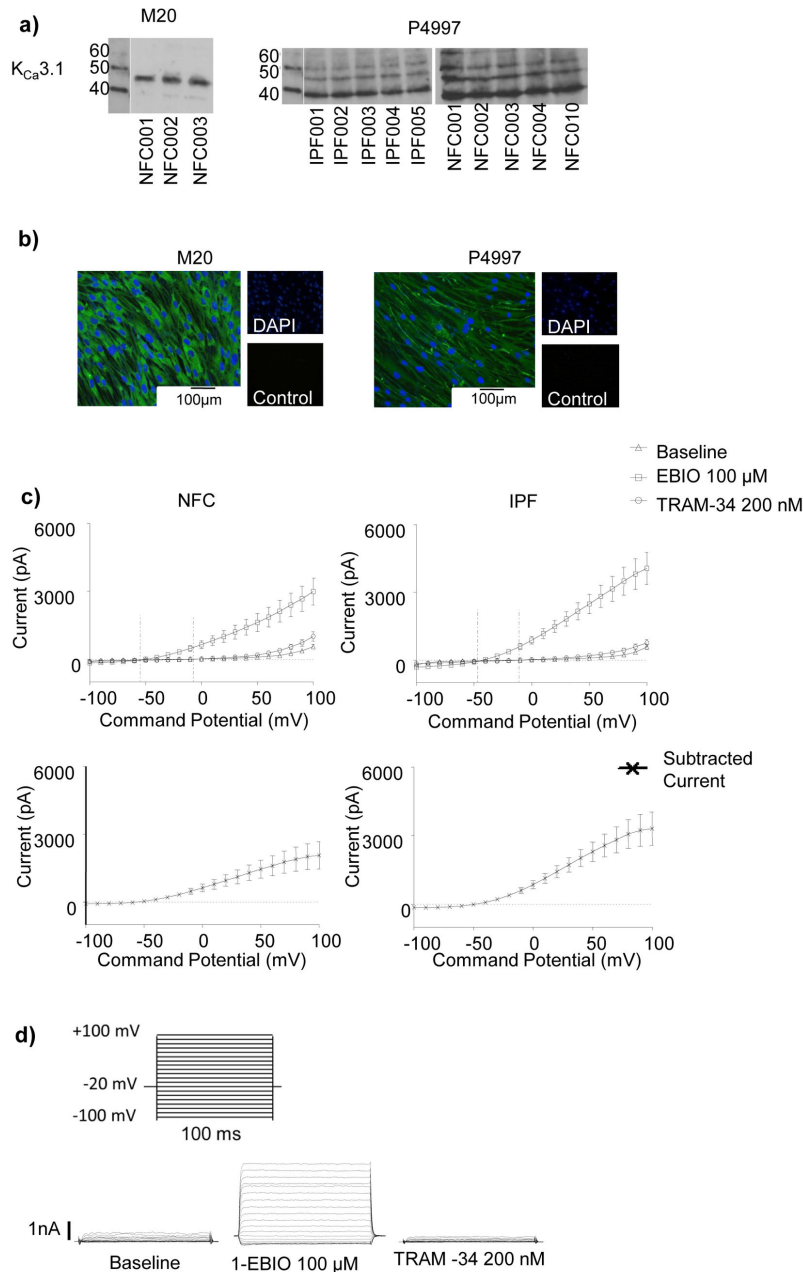 a)
M20
P4997
K_Ca3.1
60
50
40
60
50
40
NFC001
NFC002
NFC003
IPF001
IPF002
IPF003
IPF004
IPF005
NFC001
NFC002
NFC003
NFC004
NFC010
b)
M20
P4997
DAPI
Control
100µm
DAPI
Control
100µm
Baseline
EBIO 100 µM
TRAM-34 200 nM
c)
NFC
IPF
6000
3000
0
Current (pA)
-100 -50 0 50 100
Command Potential (mV)
6000
3000
0
Current (pA)
-100 -50 0 50 100
Command Potential (mV)
Subtracted
Current
6000
3000
0
Current (pA)
-100 -50 0 50 100
Command Potential (mV)
6000
3000
0
Current (pA)
-100 -50 0 50 100
Command Potential (mV)
d)
+100 mV
-20 mV
-100 mV
100 ms
1nA
Baseline
1-EBIO 100 µM
TRAM -34 200 nM